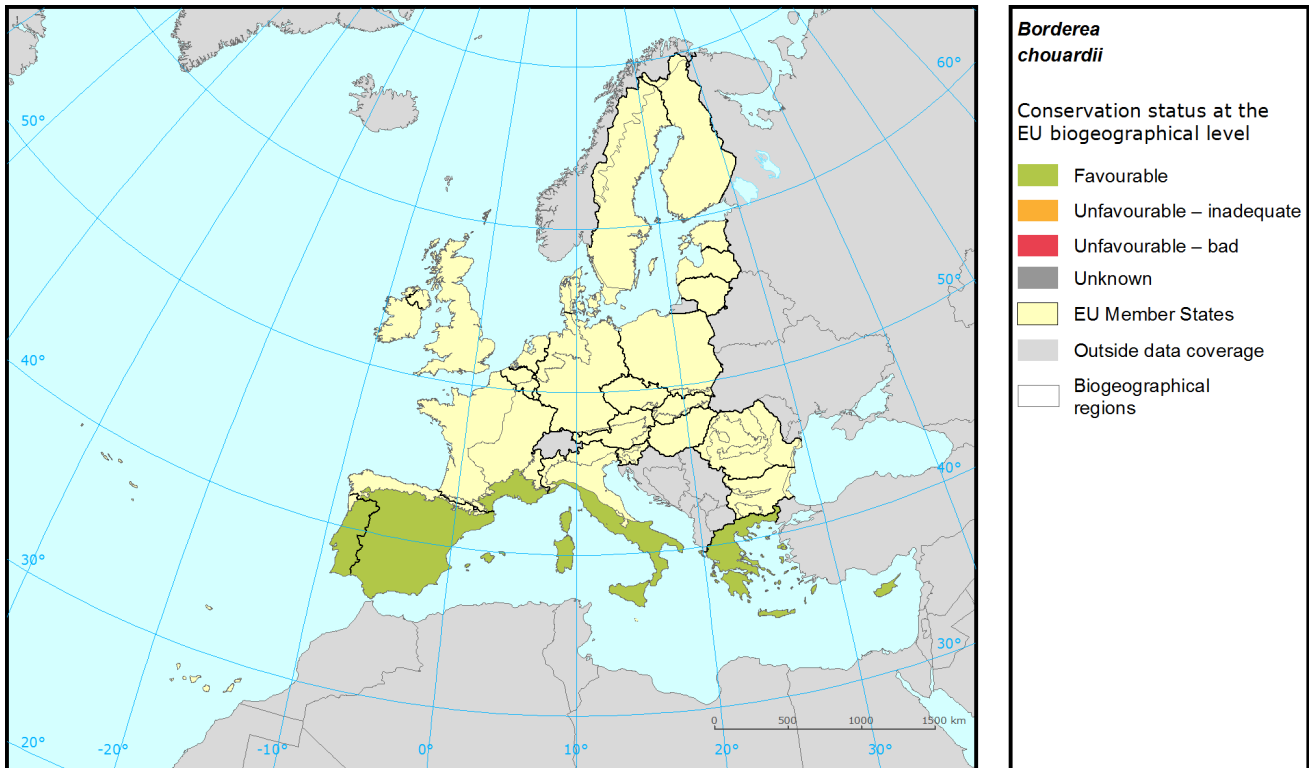 Borderea
chouardii
Conservation status at the
EU biogeographical level
Favourable
Unfavourable – inadequate
Unfavourable – bad
Unknown
EU Member States
Outside data coverage
Biogeographical
regions
60°
50°
50°
40°
40°
30°
30°
20° -20° -10° 0° 10° 20° 30°
0 500 1000 1500 km